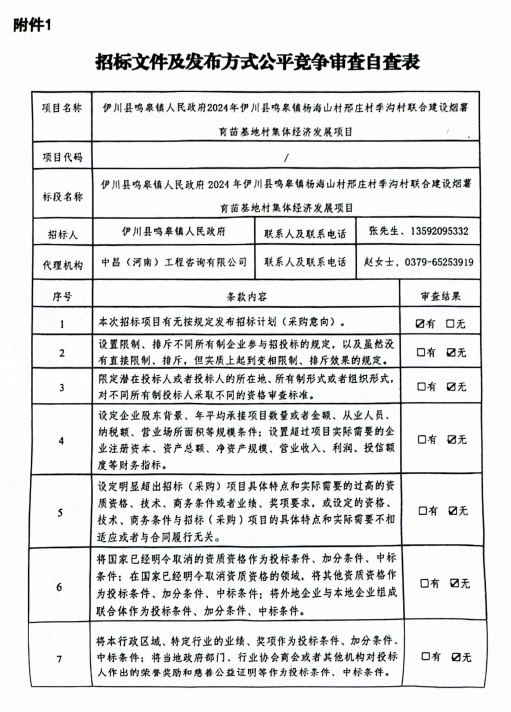 附件1
招标文件及发布方式公平竞争审查自查表
项目名称 伊川县鸣皋镇人民政府2024年伊川县鸣皋镇杨海山村邢庄村季沟村联合建设烟薯
育苗基地村集体经济发展项目
项目代码 /
标段名称 伊川县鸣皋镇人民政府 2024 年伊川县鸣皋镇杨海山村邢庄村季沟村联合建设烟薯
育苗基地村集体经济发展项目
招标人 伊川县鸣皋镇人民政府 联系人及联系电话 张先生、13592095332
代理机构 中昌（河南）工程咨询有限公司 联系人及联系电话 赵女士、0379-65253919
序号 条款内容 审查结果
1 本次招标项目有无按规定发布招标计划（采购意向）。 ☑有 □无
2 设置限制、排斥不同所有制企业参与招投标的规定，以及虽然没
有直接限制、排斥，但实质上起到变相限制、排斥效果的规定。 □有 ☑无
3 限定潜在投标人或者投标人的所在地、所有制形式或者组织形式，
对不同所有制投标人采取不同的资格审查标准。 □有 ☑无
4 设定企业股东背景、年平均承接项目数量或者金额、从业人员、
纳税额、营业场所面积等规模条件；设置超过项目实际需要的企
业注册资本、资产总额、净资产规模、营业收入、利润、授信额
度等财务指标。 □有 ☑无
5 设定明显超出招标（采购）项目具体特点和实际需要的过高的资
质资格、技术、商务条件或者业绩、奖项要求，或设定的资格、
技术、商务条件与招标（采购）项目的具体特点和实际需要不相
适应或者与合同履行无关。 □有 ☑无
6 将国家已经明令取消的资质资格作为投标条件、加分条件、中标
条件；在国家已经明令取消资质资格的领域，将其他资质资格作
为投标条件、加分条件、中标条件；将外地企业与本地企业组成
联合体作为投标条件、加分条件、中标条件。 □有 ☑无
7 将本行政区域、特定行业的业绩、奖项作为投标条件、加分条件、
中标条件；将当地政府部门、行业协会商会或者其他机构对投标
人作出的荣誉奖励和慈善公益证明等作为投标条件、中标条件。 □有 ☑无